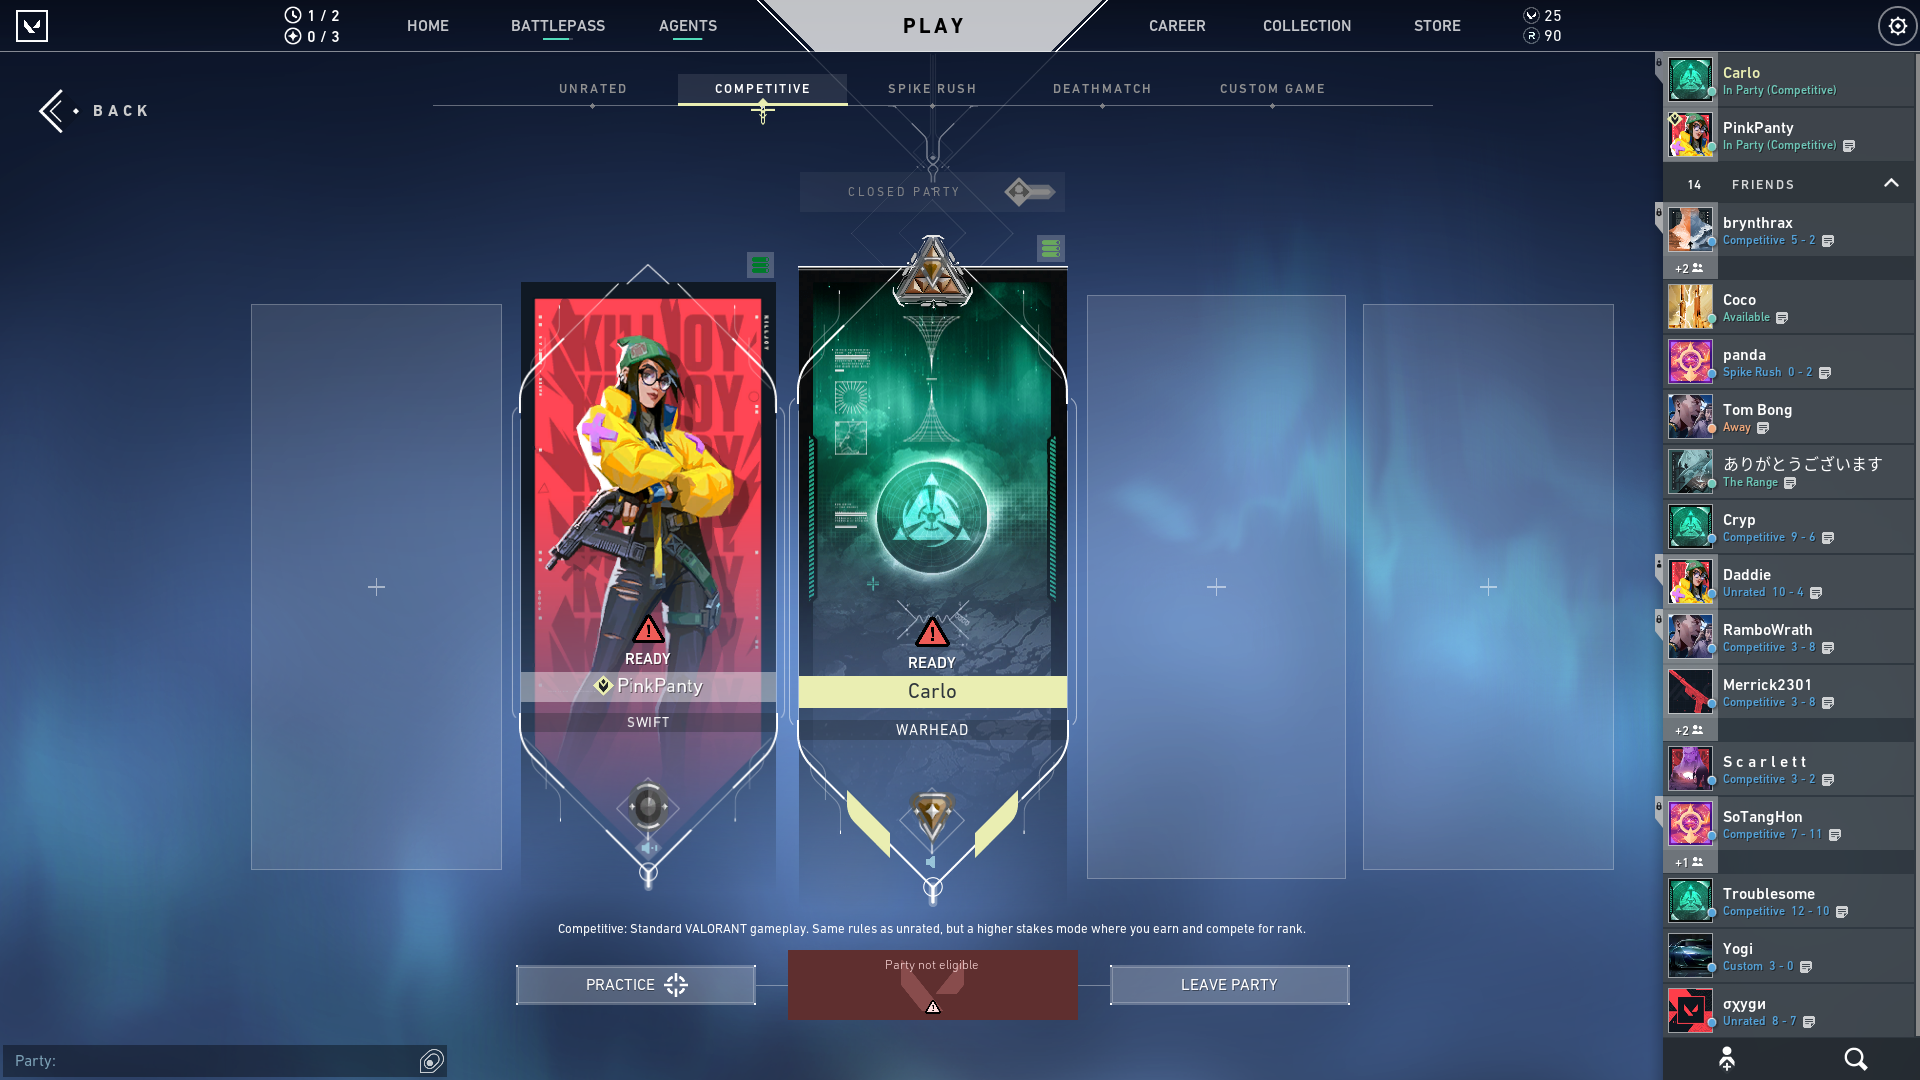 1 / 2
0 / 3
HOME
BATTLEPASS
AGENTS
PLAY
CAREER
COLLECTION
STORE
25
90
BACK
UNRATED
COMPETITIVE
SPIKE RUSH
DEATHMATCH
CUSTOM GAME
CLOSED PARTY
KILLJOY
READY
PinkPanty
SWIFT
READY
Carlo
WARHEAD
Competitive: Standard VALORANT gameplay. Same rules as unrated, but a higher stakes mode where you earn and compete for rank.
PRACTICE
Party not eligible
LEAVE PARTY
Party:
Carlo
In Party (Competitive)
PinkPanty
In Party (Competitive)
14 FRIENDS
brynthrax
Competitive 5 - 2
+2
Coco
Available
panda
Spike Rush 0 - 2
Tom Bong
Away
ありがとうございます
The Range
Cryp
Competitive 9 - 6
Daddie
Unrated 10 - 4
RamboWrath
Competitive 3 - 8
Merrick2301
Competitive 3 - 8
+2
S c a r l e t t
Competitive 3 - 2
SoTangHon
Competitive 7 - 11
+1
Troublesome
Competitive 12 - 10
Yogi
Custom 3 - 0
σχygи
Unrated 8 - 7